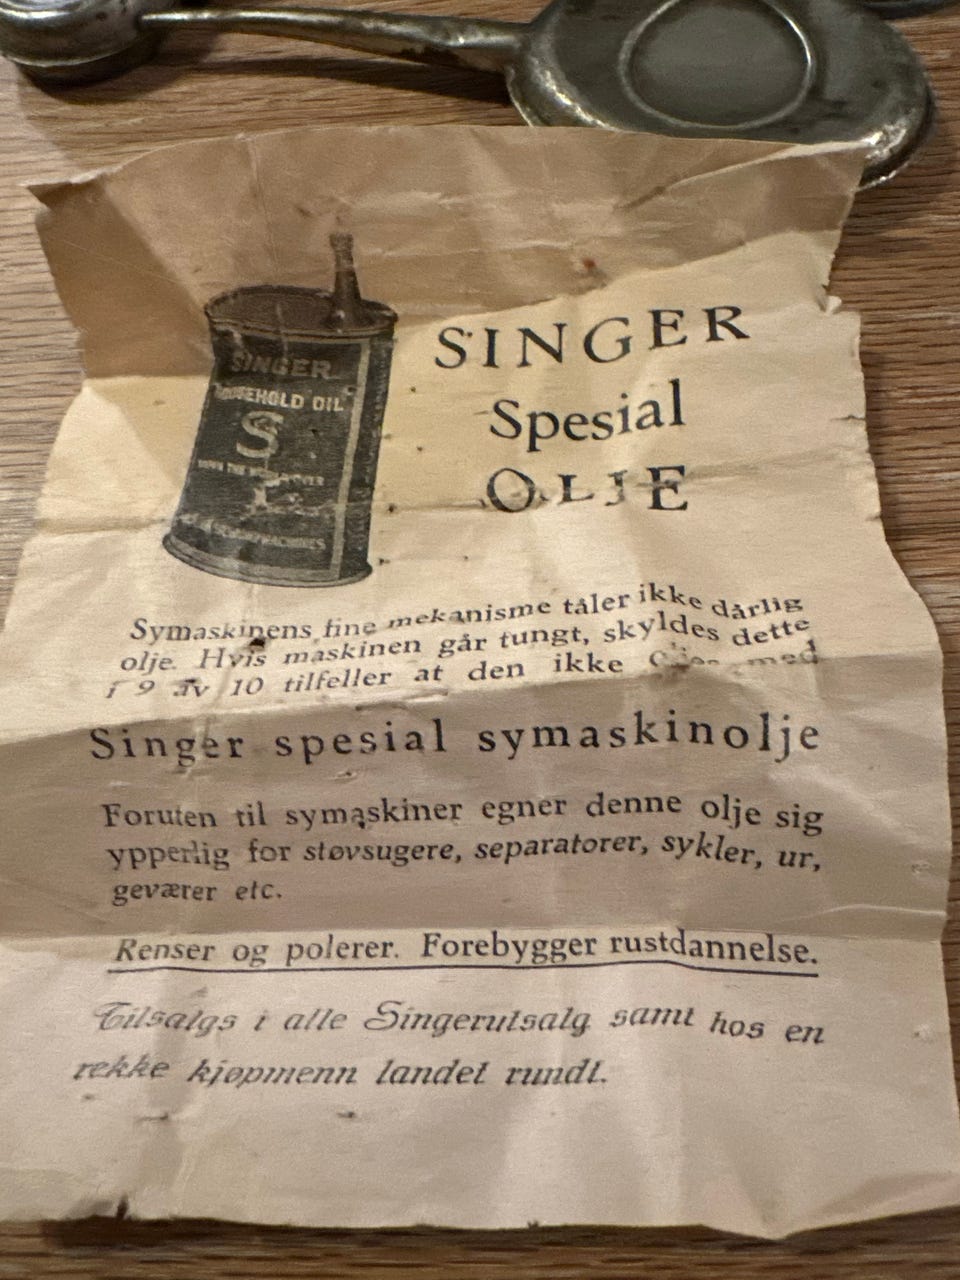 SINGER
HOUSEHOLD OIL
S
SINGER
Spesial
OLJE
Symaskinens fine mekanisme tåler ikke dårlig
olje. Hvis maskinen går tungt, skyldes dette
i 9 av 10 tilfeller at den ikke med
Singer spesial symaskinolje
Foruten til symaskiner egner denne olje sig
ypperlig for støvsugere, separatorer, sykler, ur,
geværer etc.
Renser og polerer. Forebygger rustdannelse.
Tilsalgs i alle Singerutsalg samt hos en
rekke kjøpmenn landet rundt.